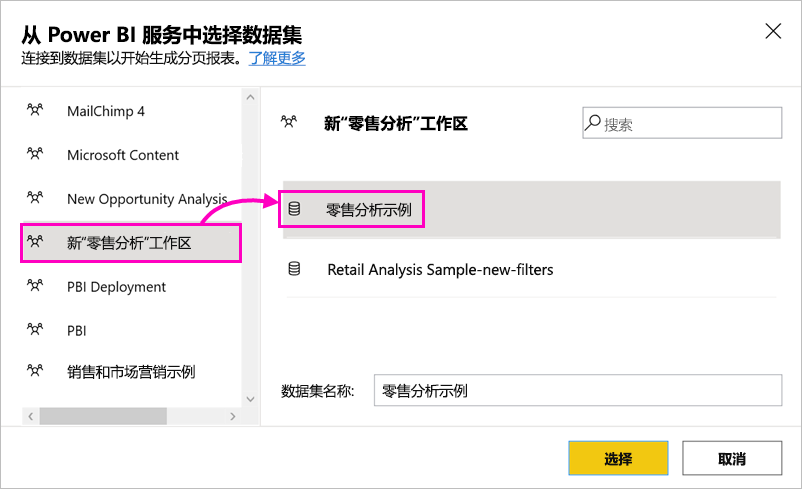 从 Power BI 服务中选择数据集
连接到数据集以开始生成分页报表。了解更多
MailChimp 4
Microsoft Content
New Opportunity Analysis
新“零售分析”工作区
PBI Deployment
PBI
销售和市场营销示例
新“零售分析”工作区
搜索
零售分析示例
Retail Analysis Sample-new-filters
数据集名称:
零售分析示例
选择
取消